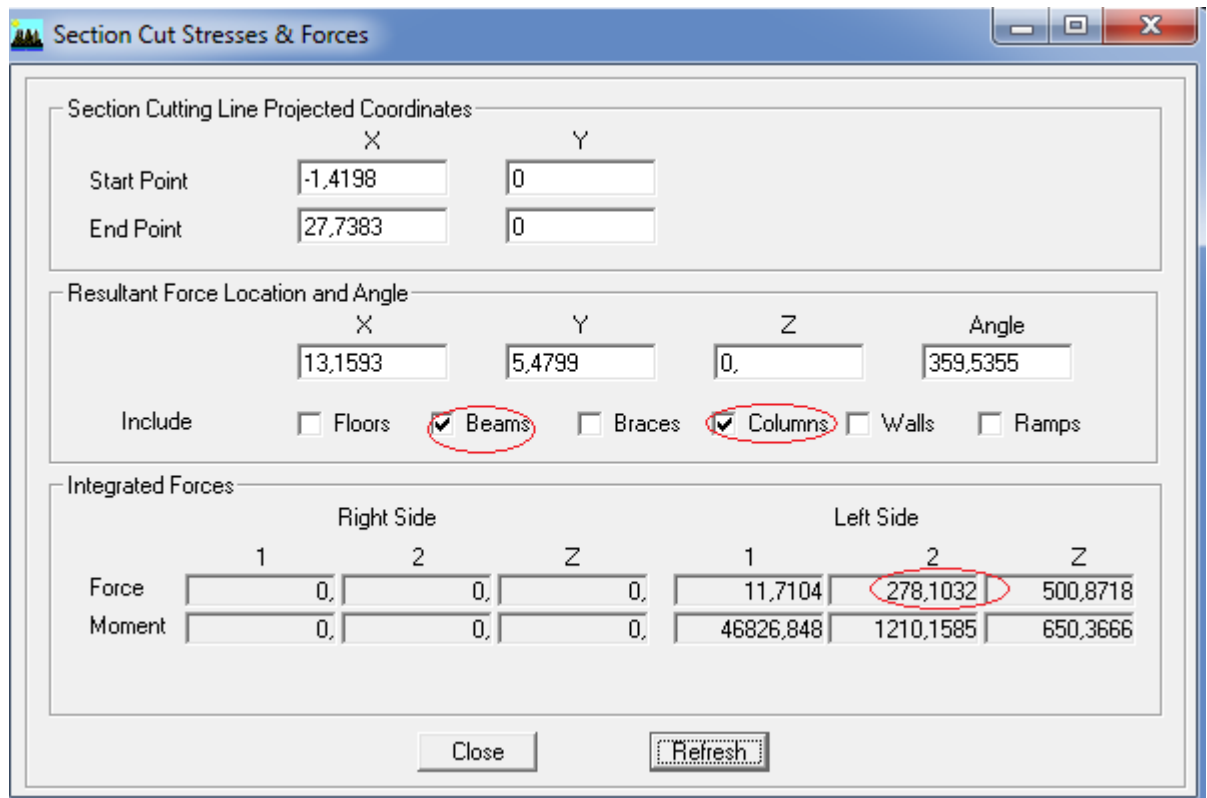 Section Cut Stresses & Forces
Section Cutting Line Projected Coordinates
X Y
Start Point -1,4198 0
End Point 27,7383 0
Resultant Force Location and Angle
X Y Z Angle
13,1593 5,4799 0, 359,5355
Include Floors Beams Braces Columns Walls Ramps
Integrated Forces
Right Side Left Side
1 2 Z 1 2 Z
Force 0, 0, 0, 11,7104 278,1032 500,8718
Moment 0, 0, 0, 46826,848 1210,1585 650,3666
Close Refresh